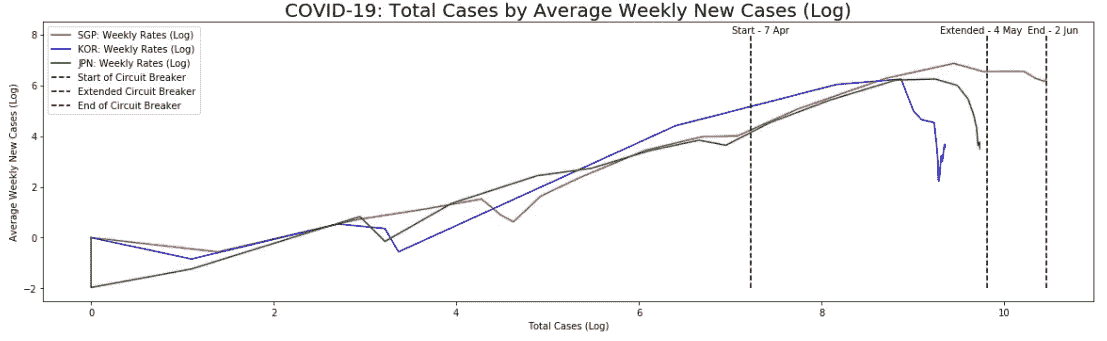 COVID-19: Total Cases by Average Weekly New Cases (Log)
Start - 7 Apr
Extended - 4 May
End - 2 Jun
SGP: Weekly Rates (Log)
KOR: Weekly Rates (Log)
JPN: Weekly Rates (Log)
Start of Circuit Breaker
Extended Circuit Breaker
End of Circuit Breaker
Average Weekly New Cases (Log)
8
6
4
2
0
−2
0
2
4
6
8
10
Total Cases (Log)